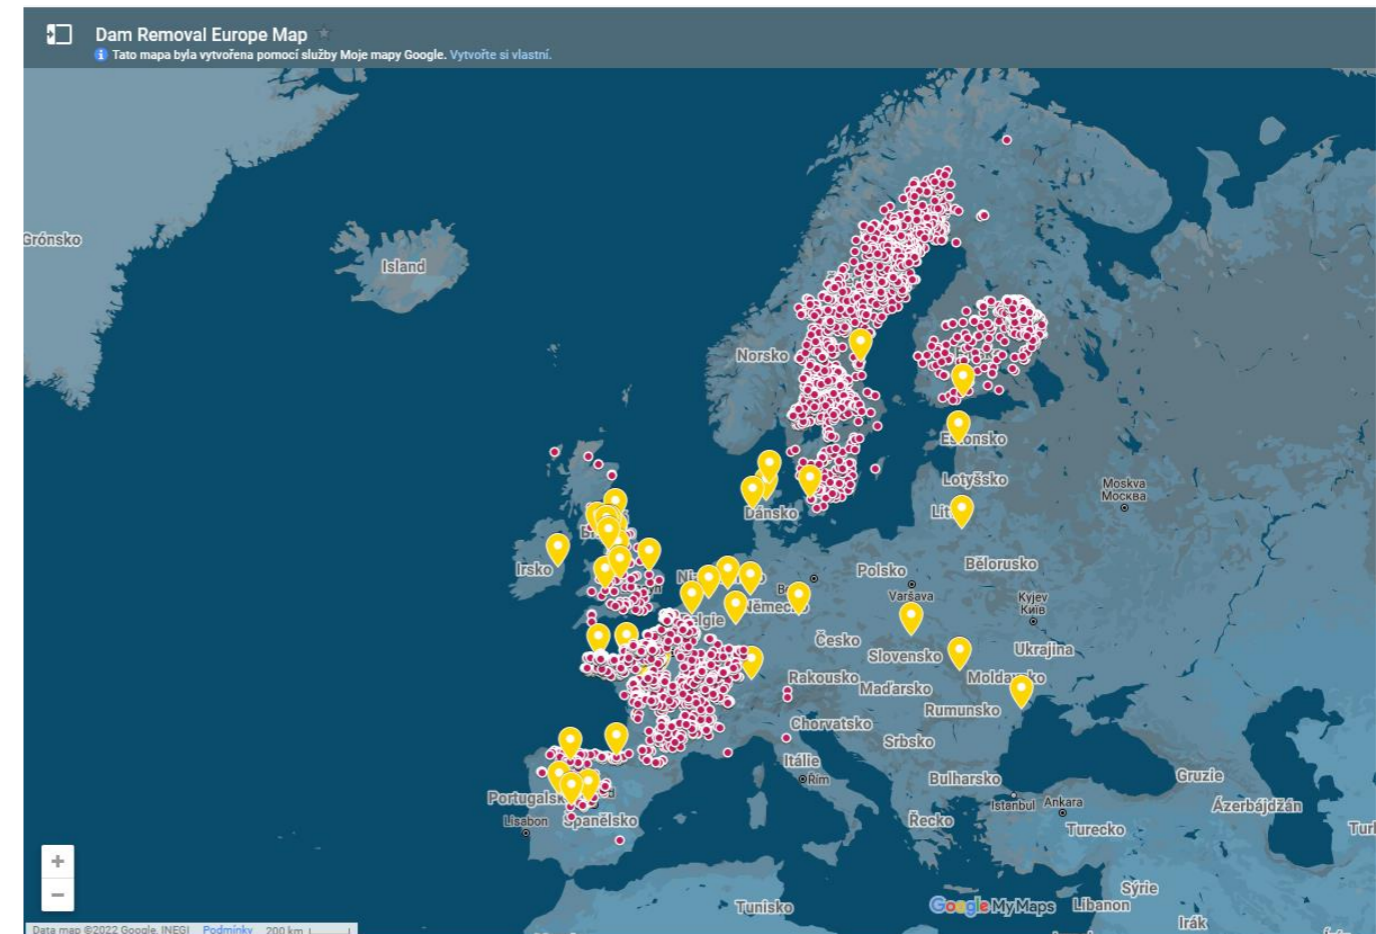 Dam Removal Europe Map
Tato mapa byla vytvořena pomocí služby Moje mapy Google. Vytvořte si vlastní.
Grónsko
Island
Norsko
Estonsko
Lotyšsko
Moskva
Москва
Dánsko
Irsko
Polsko
Bělorusko
Varšava
Kyjev
Київ
Česko
Slovensko
Ukrajina
Rakousko
Maďarsko
Rumunsko
Chorvatsko
Srbsko
Itálie
Řím
Bulharsko
Gruzie
Istanbul
Ankara
Ázerbájdžán
Lisabon
Španělsko
Řecko
Turecko
Sýrie
Tunisko
Google My Maps
Libanon
Irák
Data map ©2022 Google, INEGI Podmínky 200 km